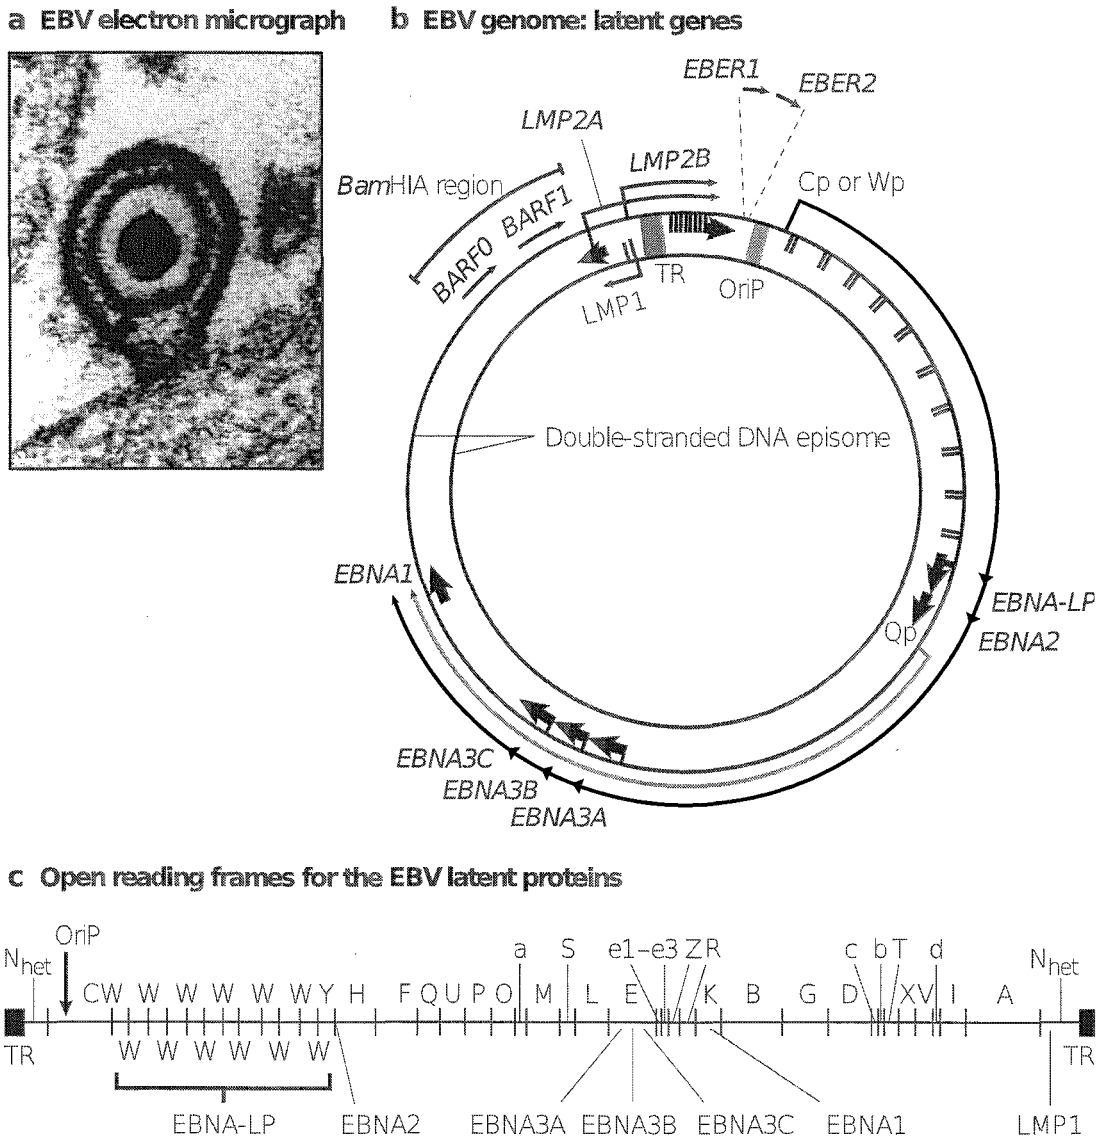 a EBV electron micrograph
b EBV genome: latent genes
EBER1
EBER2
LMP2A
LMP2B
BamHIA region
Cp or Wp
BARF1
BARF0
TR
OriP
LMP1
Double-stranded DNA episome
EBNA1
EBNA-LP
Qp
EBNA2
EBNA3C
EBNA3B
EBNA3A
c Open reading frames for the EBV latent proteins
OriP
a S e1–e3 Z R c b T d
Nhet Nhet
C W W W W W W Y H F Q U P O M L E K B G D X V I A
TR TR
W W W W W W
EBNA-LP EBNA2 EBNA3A EBNA3B EBNA3C EBNA1 LMP1